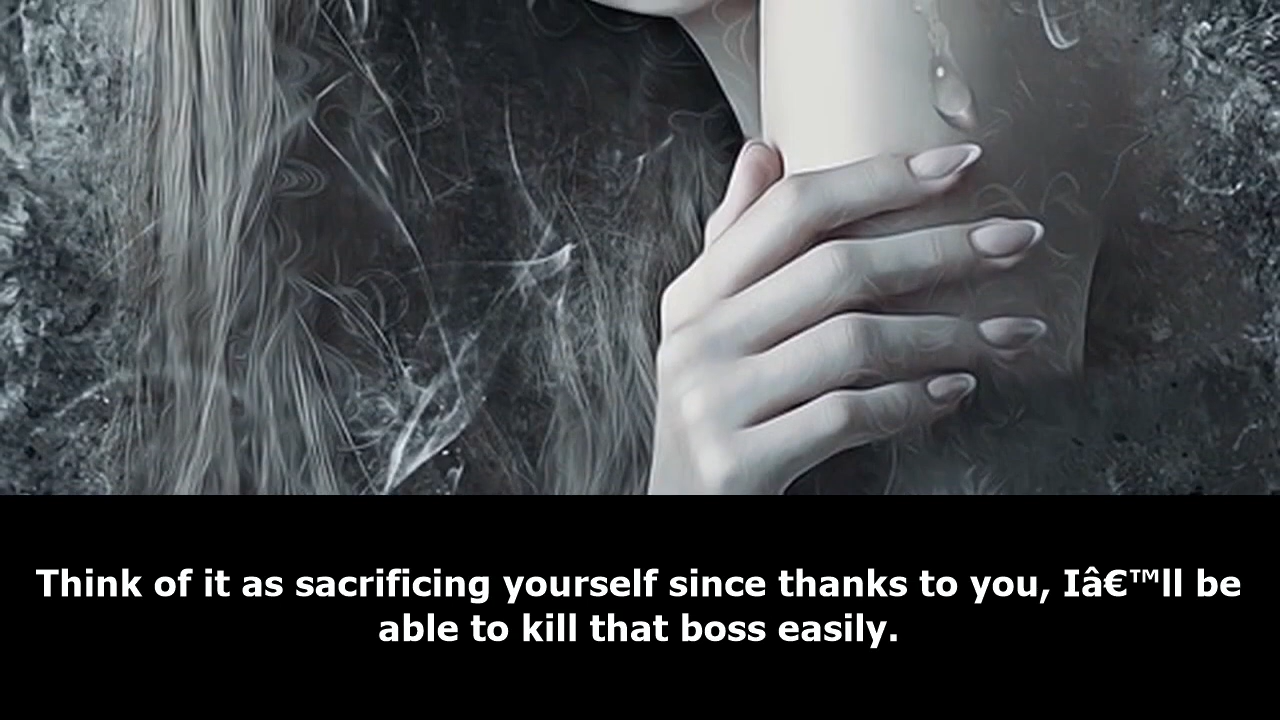 Think of it as sacrificing yourself since thanks to you, Iâ€™ll be
able to kill that boss easily.